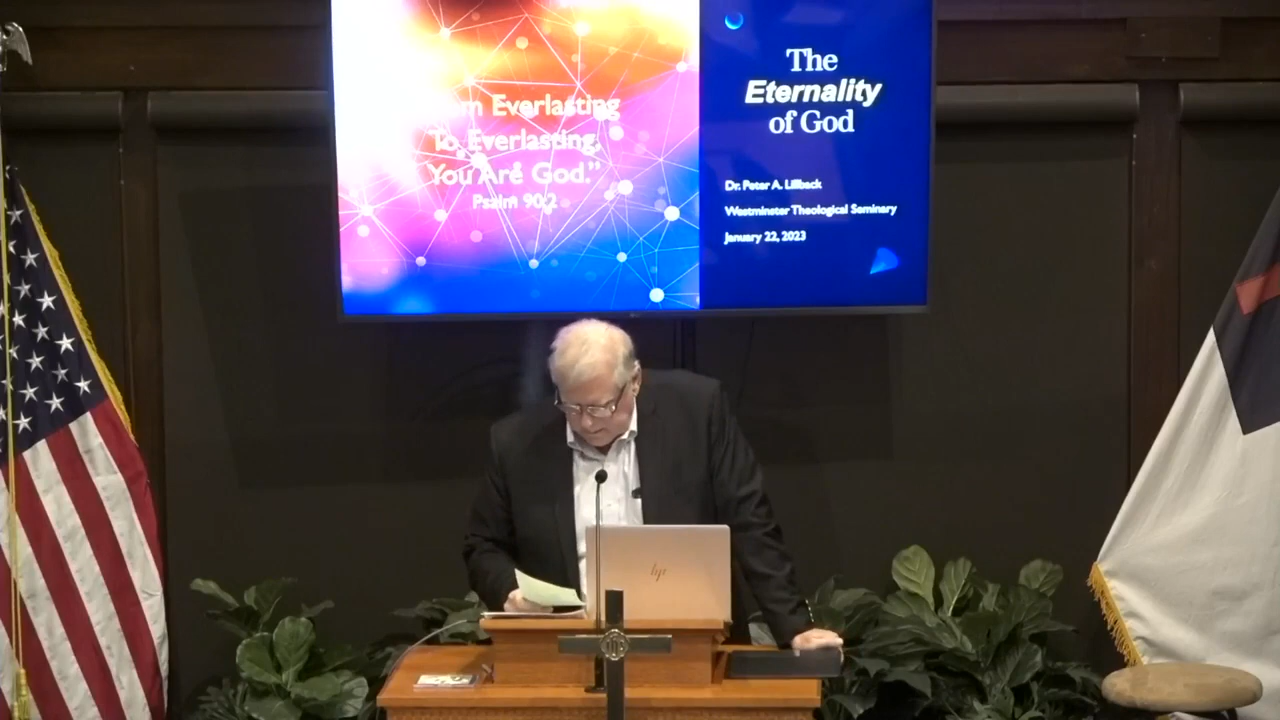 Everlasting
To Everlasting,
You Are God.”
Psalm 90:2
The
Eternality
of God
Dr. Peter A. Lillback
Westminster Theological Seminary
January 22, 2023
hp